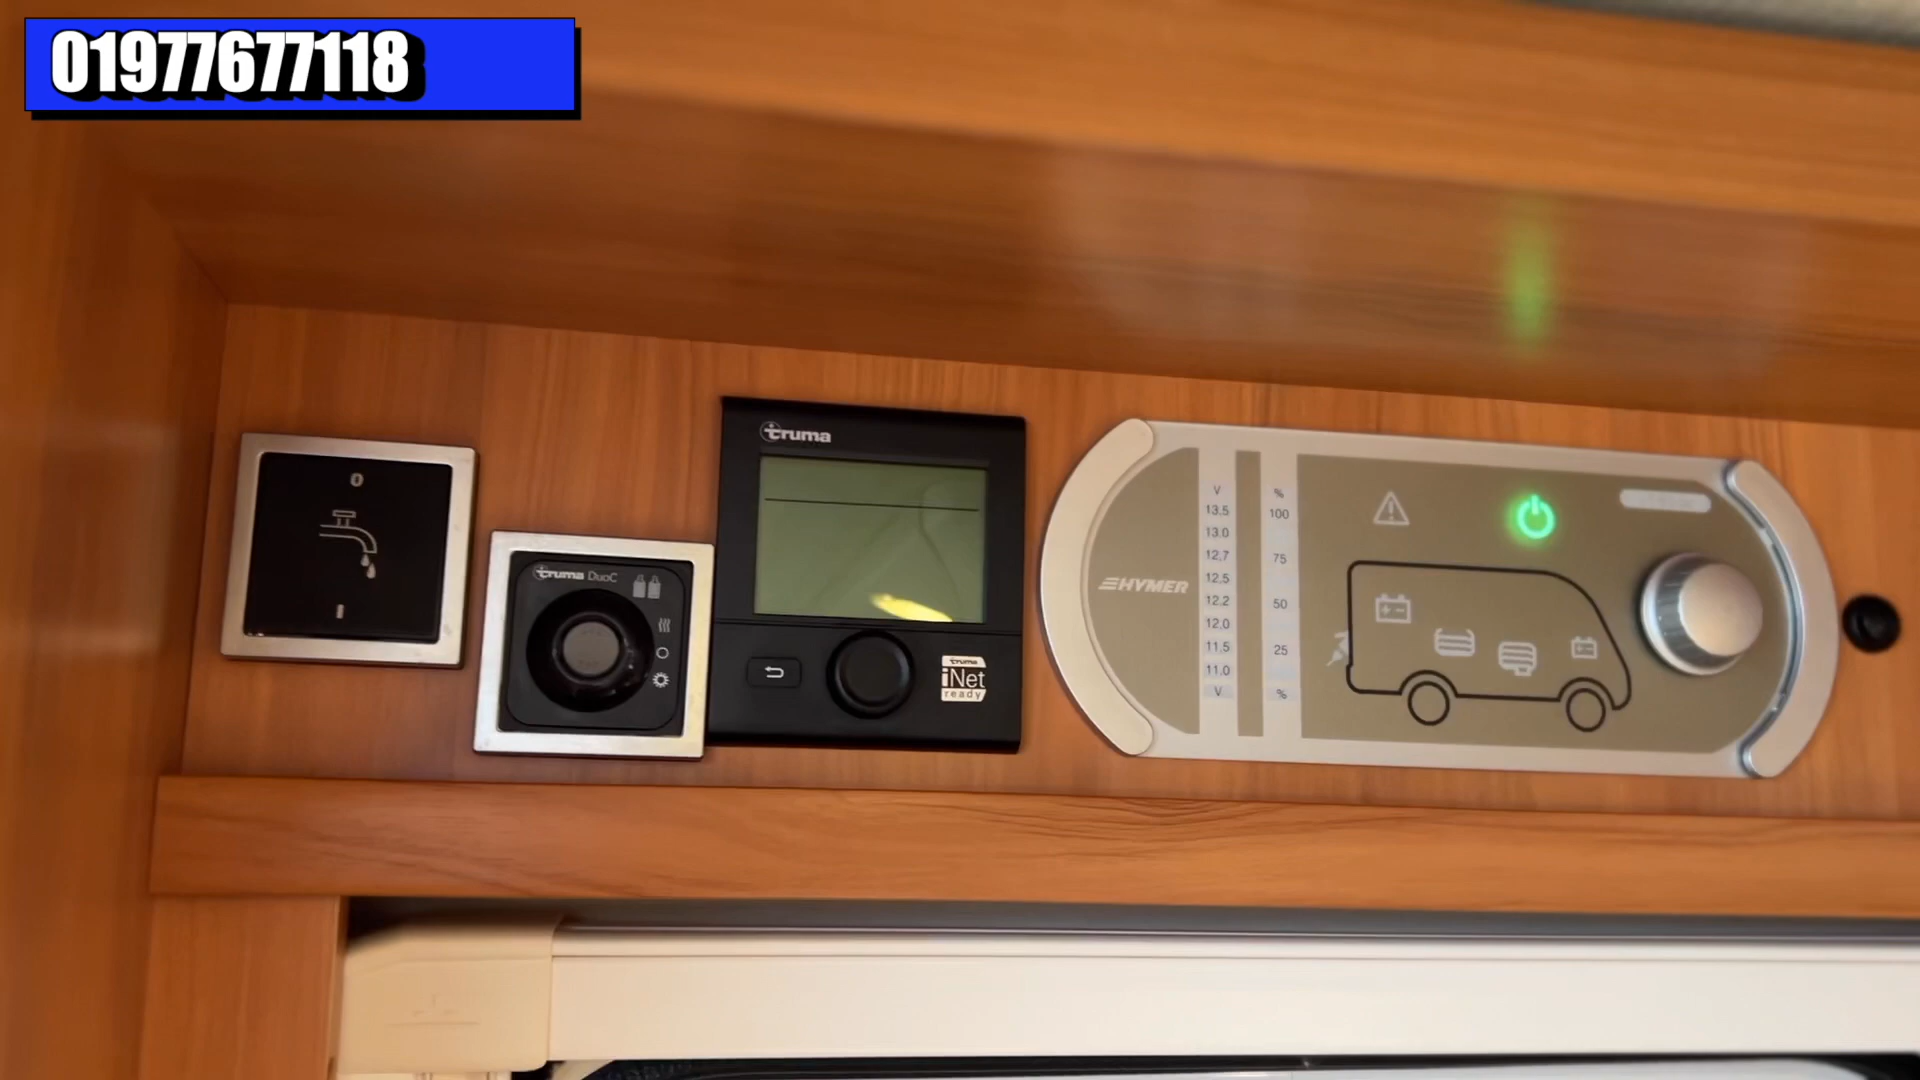 01977677118
0
I
truma DuoC
truma
truma
iNet
ready
HYMER
V
13.5
13.0
12,7
12.5
12.2
12.0
11.5
11.0
V
%
100
75
50
25
%